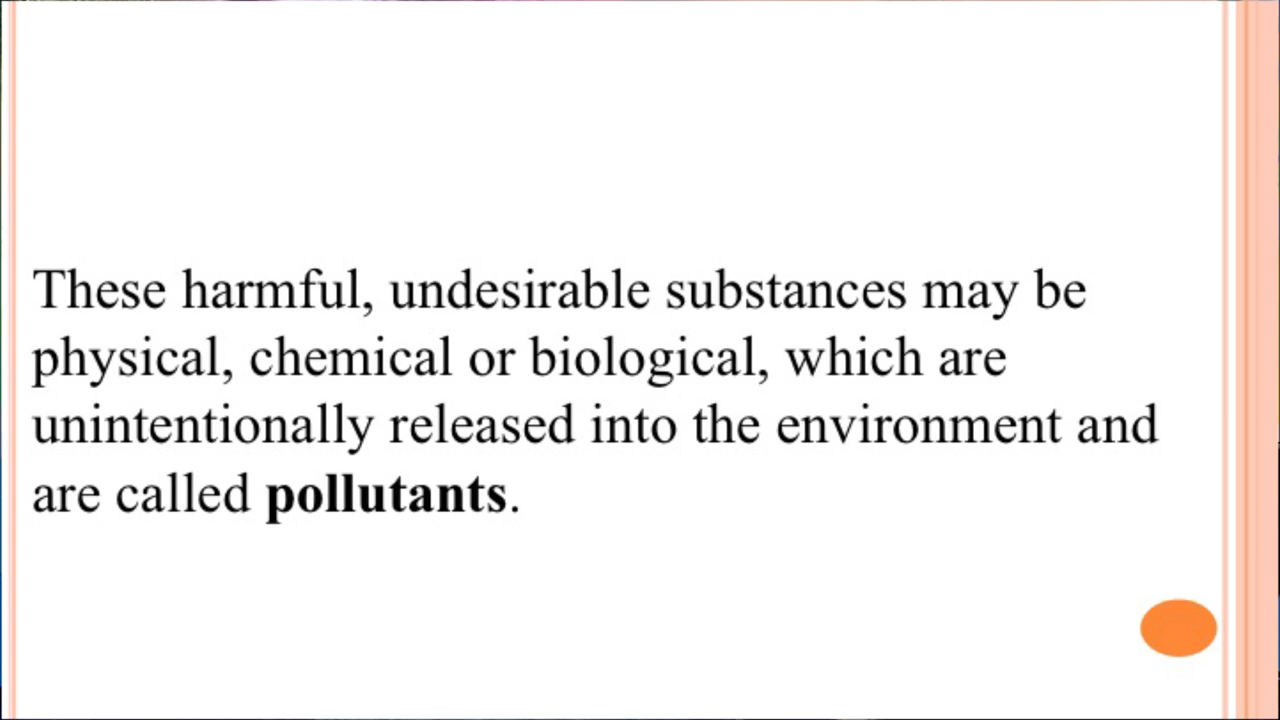 These harmful, undesirable substances may be
physical, chemical or biological, which are
unintentionally released into the environment and
are called pollutants.